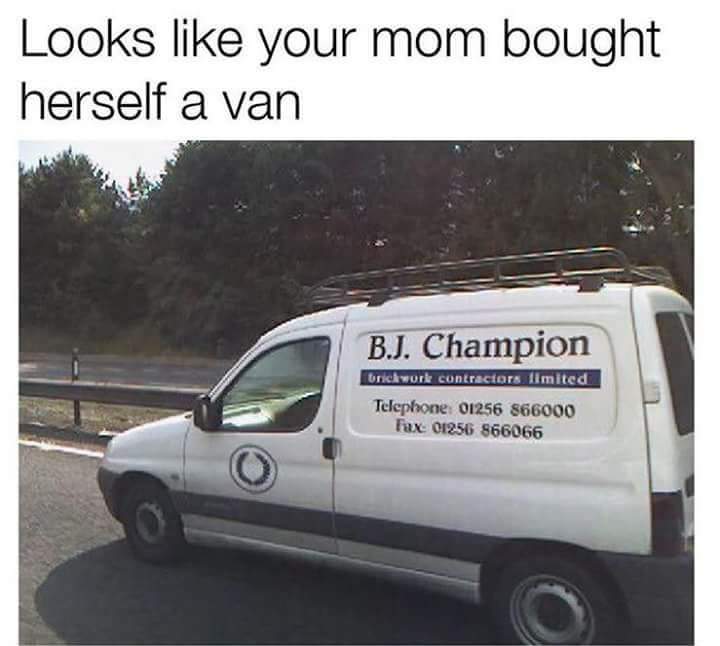 Looks like your mom bought
herself a van
B.J. Champion
brickwork contractors limited
Telephone: 01256 866000
Fax: 01256 866066